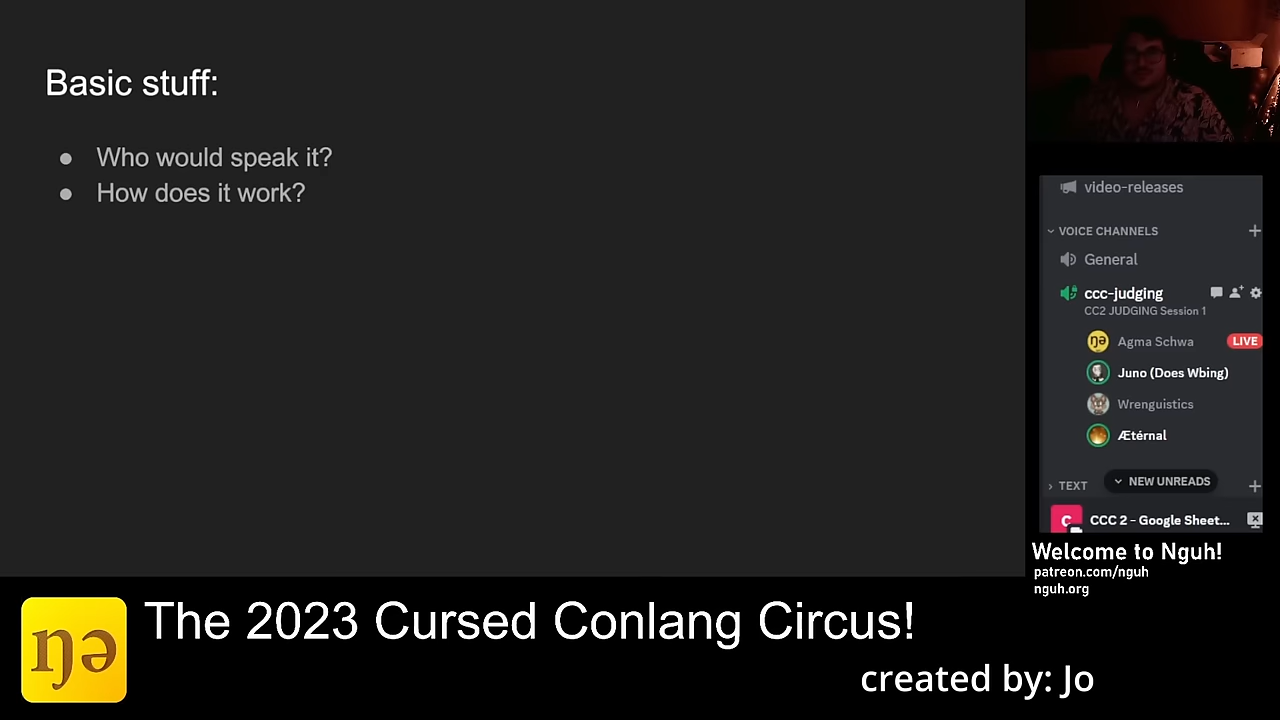 Basic stuff:
● Who would speak it?
● How does it work?
video-releases
VOICE CHANNELS
General
ccc-judging
CC2 JUDGING Session 1
ŋə Agma Schwa LIVE
Juno (Does Wbing)
Wrenguistics
Ætérnal
TEXT NEW UNREADS
C CCC 2 - Google Sheet...
Welcome to Nguh!
patreon.com/nguh
nguh.org
ŋə The 2023 Cursed Conlang Circus!
created by: Jo